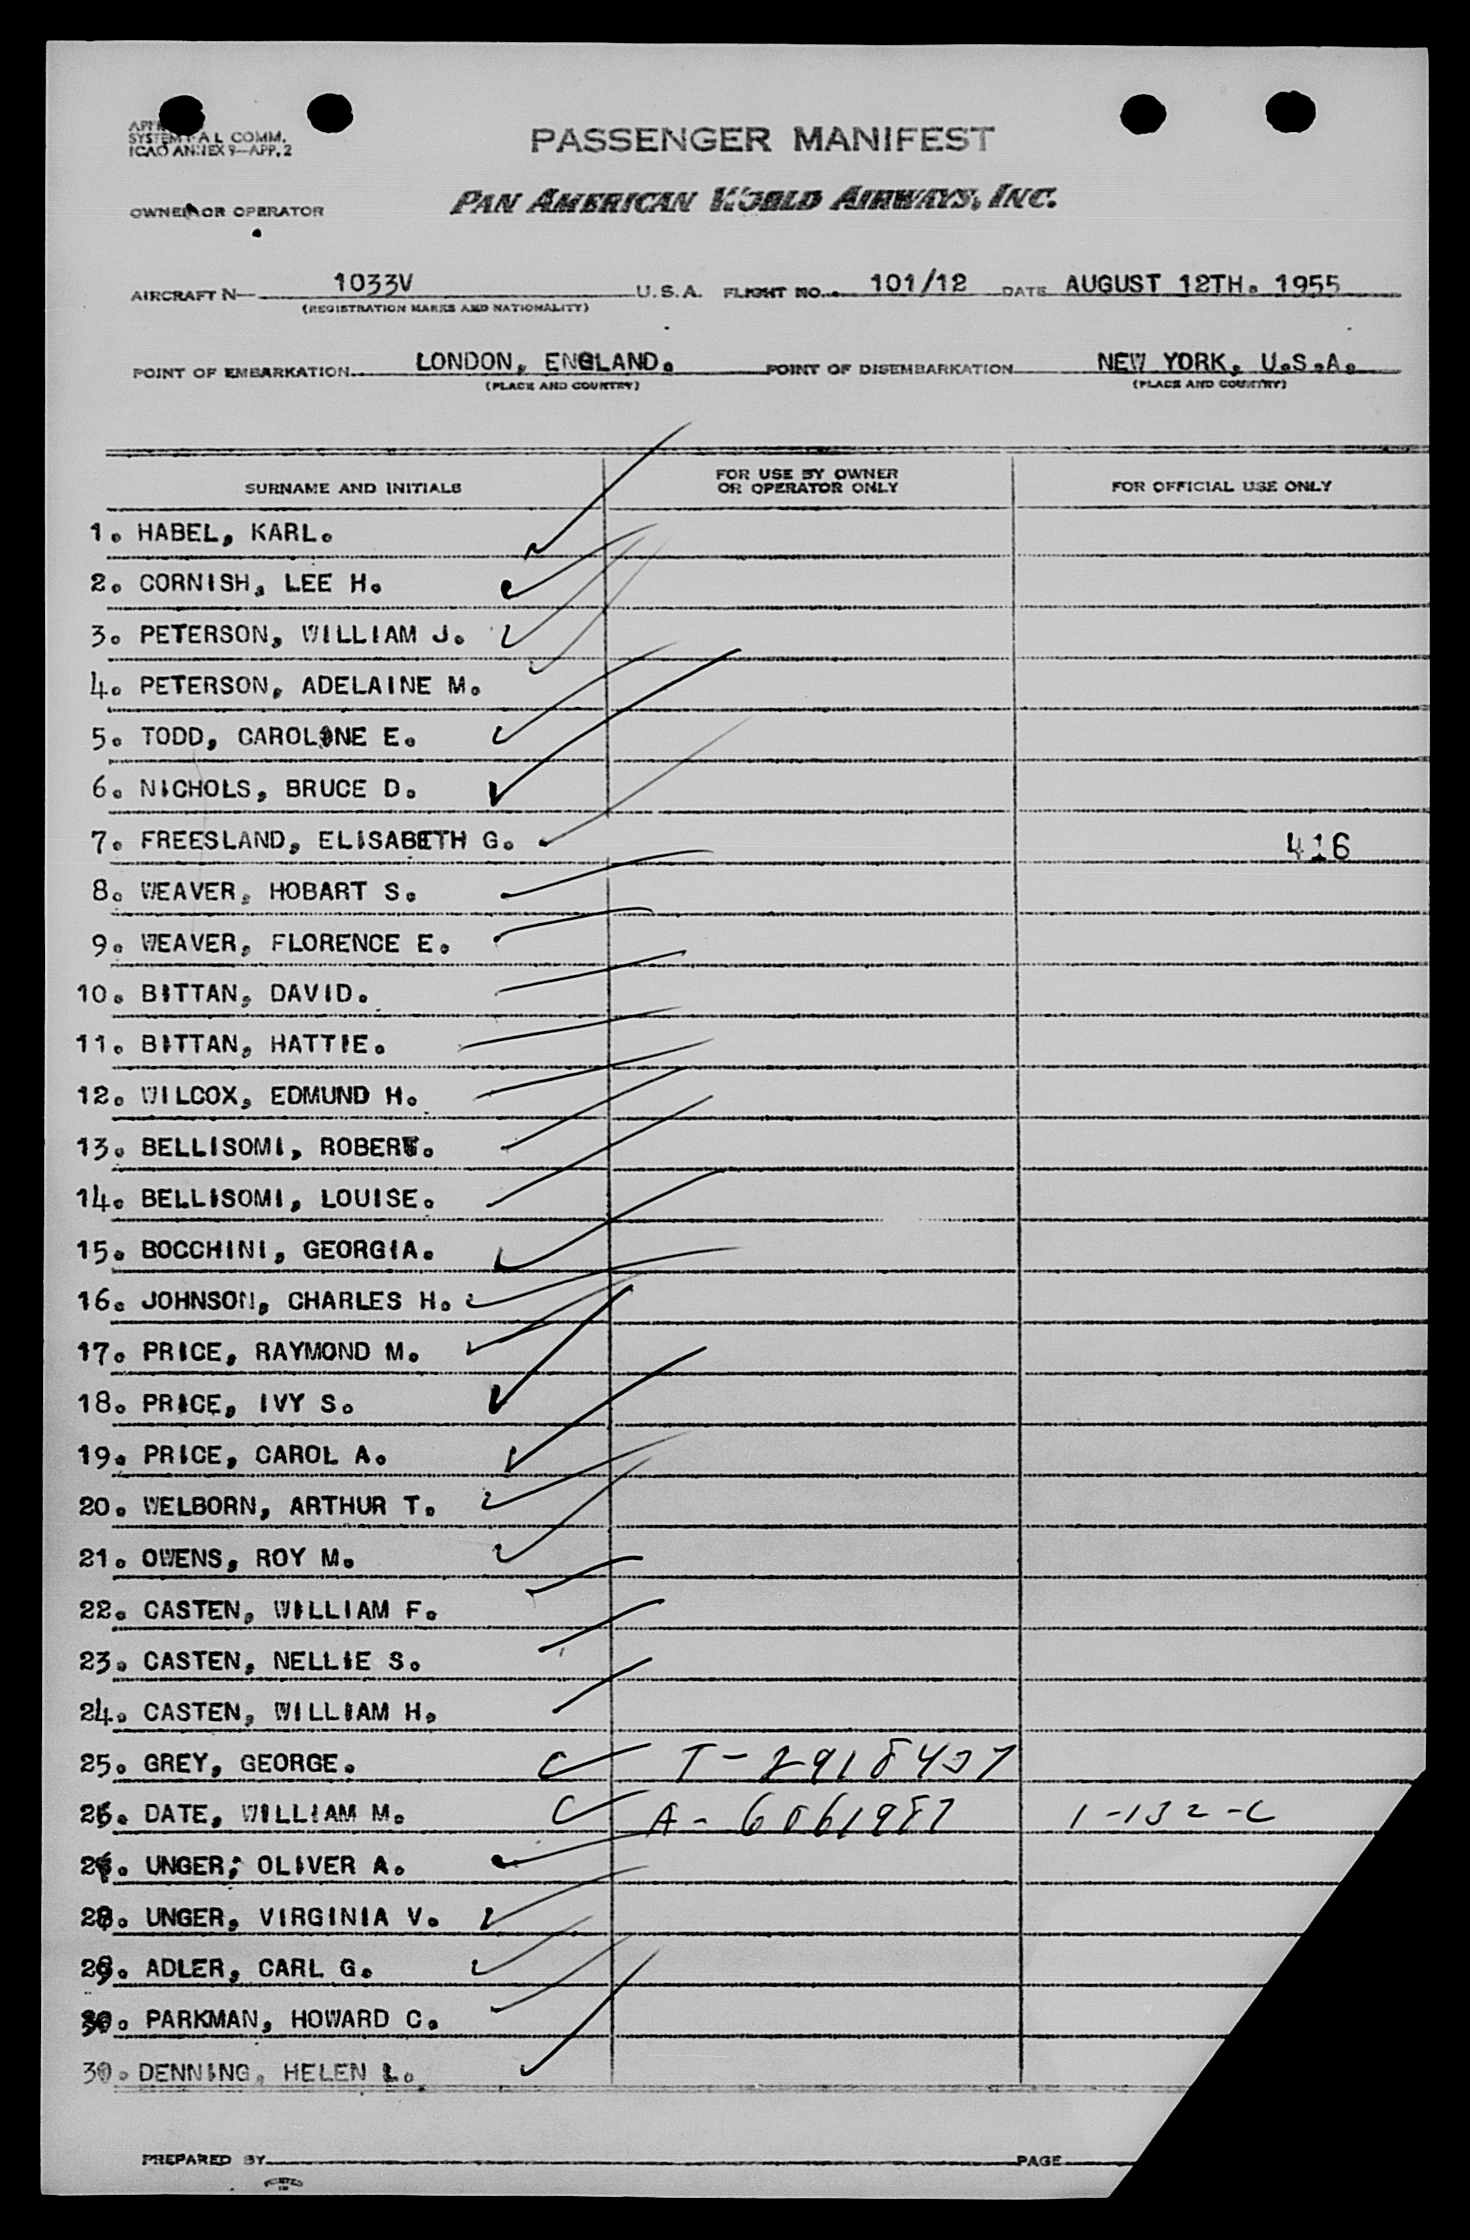 SYSTEM
COMM.
ICAO ANNEX 9—APP. 2
PASSENGER MANIFEST
OWNER OR OPERATOR
PAN AMERICAN WORLD AIRWAYS, INC.
AIRCRAFT N— 1033V U.S.A. FLIGHT NO. 101/12 DATE AUGUST 12TH. 1955
(REGISTRATION MARKS AND NATIONALITY)
POINT OF EMBARKATION LONDON, ENGLAND. POINT OF DISEMBARKATION NEW YORK, U.S.A.
(PLACE AND COUNTRY) (PLACE AND COUNTRY)
SURNAME AND INITIALS FOR USE BY OWNER OR OPERATOR ONLY FOR OFFICIAL USE ONLY
1. HABEL, KARL.
2. CORNISH, LEE H.
3. PETERSON, WILLIAM J.
4. PETERSON, ADELAINE M.
5. TODD, CAROLINE E.
6. NICHOLS, BRUCE D.
7. FREESLAND, ELISABETH G. 416
8. WEAVER, HOBART S.
9. WEAVER, FLORENCE E.
10. BITTAN, DAVID.
11. BITTAN, HATTIE.
12. WILCOX, EDMUND H.
13. BELLISOMI, ROBERT.
14. BELLISOMI, LOUISE.
15. BOCCHINI, GEORGIA.
16. JOHNSON, CHARLES H.
17. PRICE, RAYMOND M.
18. PRICE, IVY S.
19. PRICE, CAROL A.
20. WELBORN, ARTHUR T.
21. OWENS, ROY M.
22. CASTEN, WILLIAM F.
23. CASTEN, NELLIE S.
24. CASTEN, WILLIAM H.
25. GREY, GEORGE. T-2918437
26. DATE, WILLIAM M. A-6061987 1-132-C
UNGER, OLIVER A.
28. UNGER, VIRGINIA V.
29. ADLER, CARL G.
30. PARKMAN, HOWARD C.
30. DENNING, HELEN L.
PREPARED BY PAGE